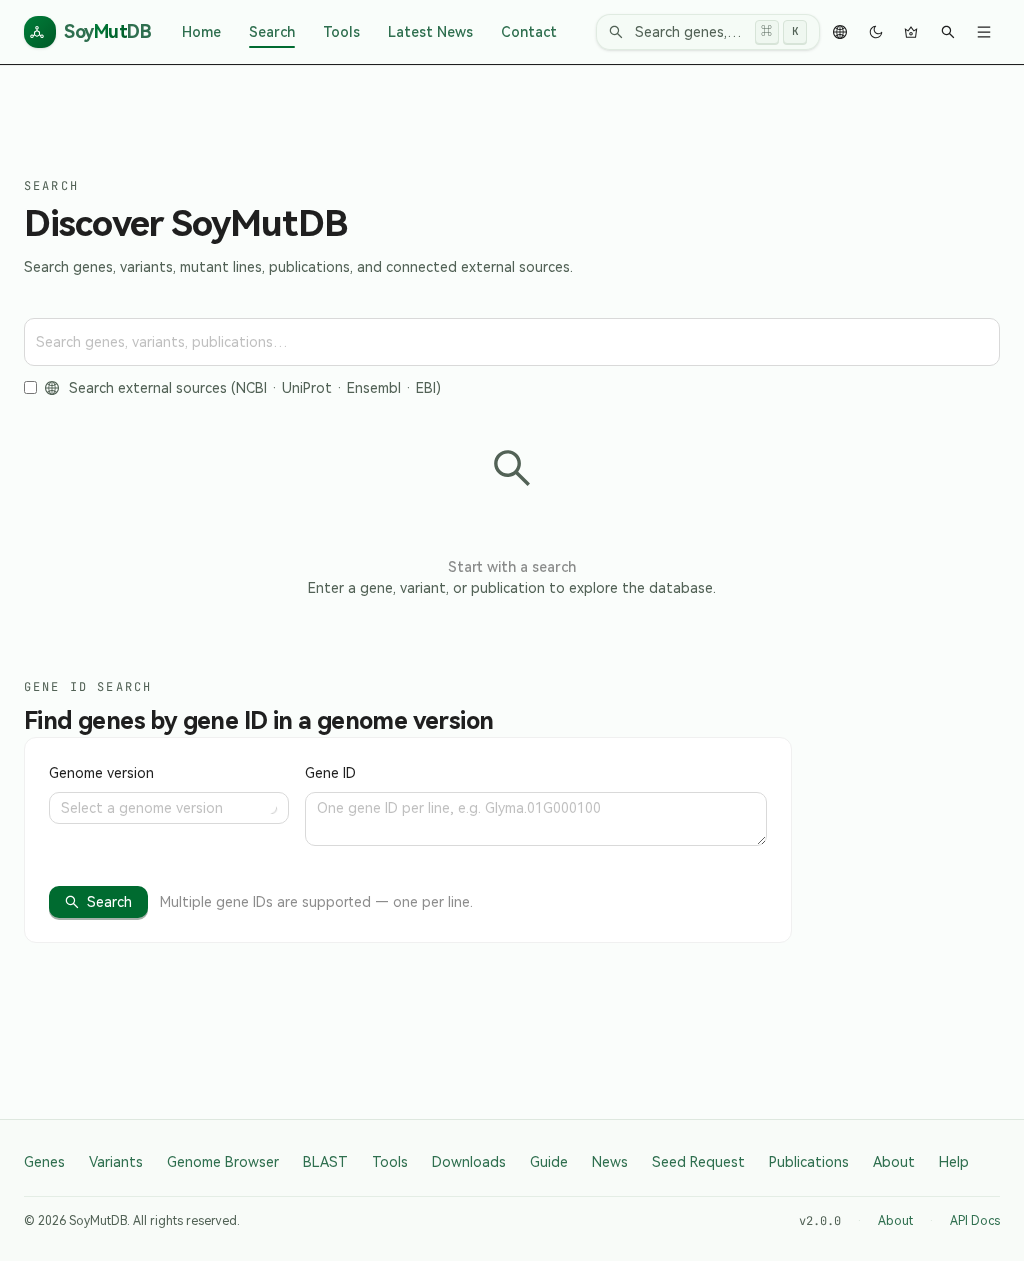 SoyMutDB Home Search Tools Latest News Contact Search genes,… ⌘ K
SEARCH
Discover SoyMutDB
Search genes, variants, mutant lines, publications, and connected external sources.
Search genes, variants, publications…
Search external sources (NCBI · UniProt · Ensembl · EBI)
Start with a search
Enter a gene, variant, or publication to explore the database.
GENE ID SEARCH
Find genes by gene ID in a genome version
Genome version Gene ID
Select a genome version One gene ID per line, e.g. Glyma.01G000100
Search Multiple gene IDs are supported — one per line.
Genes Variants Genome Browser BLAST Tools Downloads Guide News Seed Request Publications About Help
© 2026 SoyMutDB. All rights reserved. v2.0.0 · About · API Docs